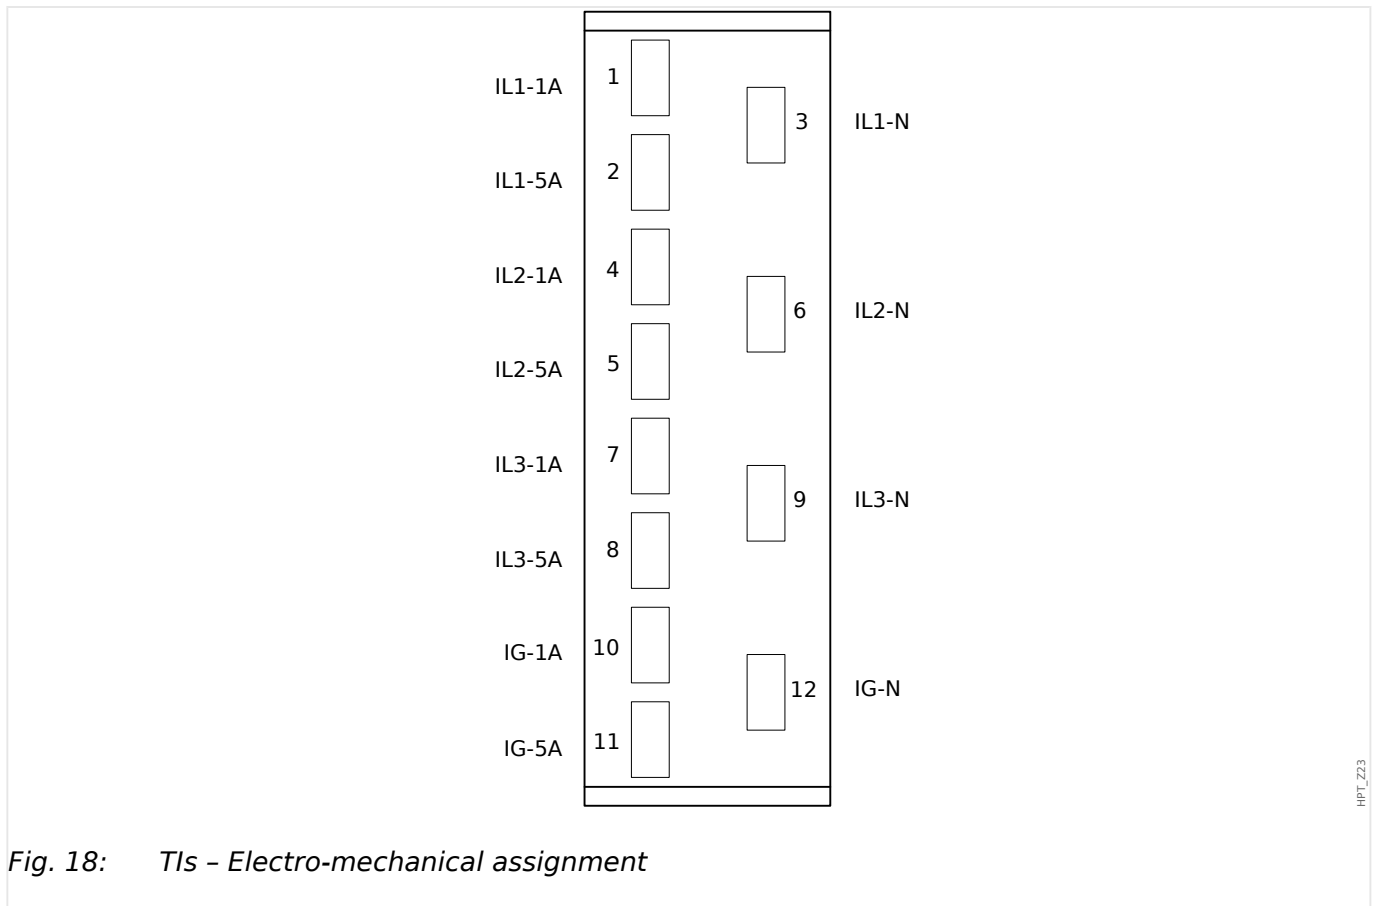 IL1-1A 1
3 IL1-N
IL1-5A 2
IL2-1A 4
6 IL2-N
IL2-5A 5
IL3-1A 7
9 IL3-N
IL3-5A 8
IG-1A 10
12 IG-N
IG-5A 11
HPT_Z23
Fig. 18: TIs – Electro-mechanical assignment